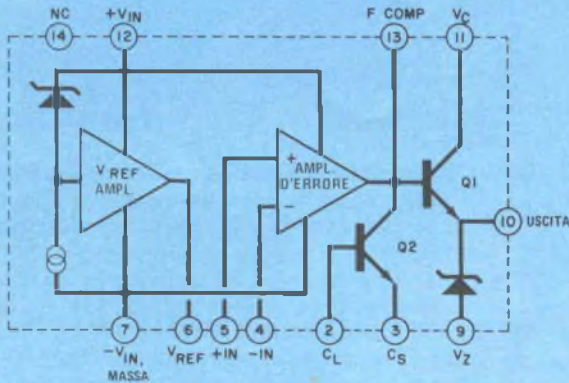 NC +VIN F COMP VC
14 12 13 11
VREF
AMPL.
+ AMPL.
D'ERRORE
−
Q1
Q2
10 USCITA
7 6 5 4 2 3 9
−VIN, VREF +IN −IN CL CS VZ
MASSA